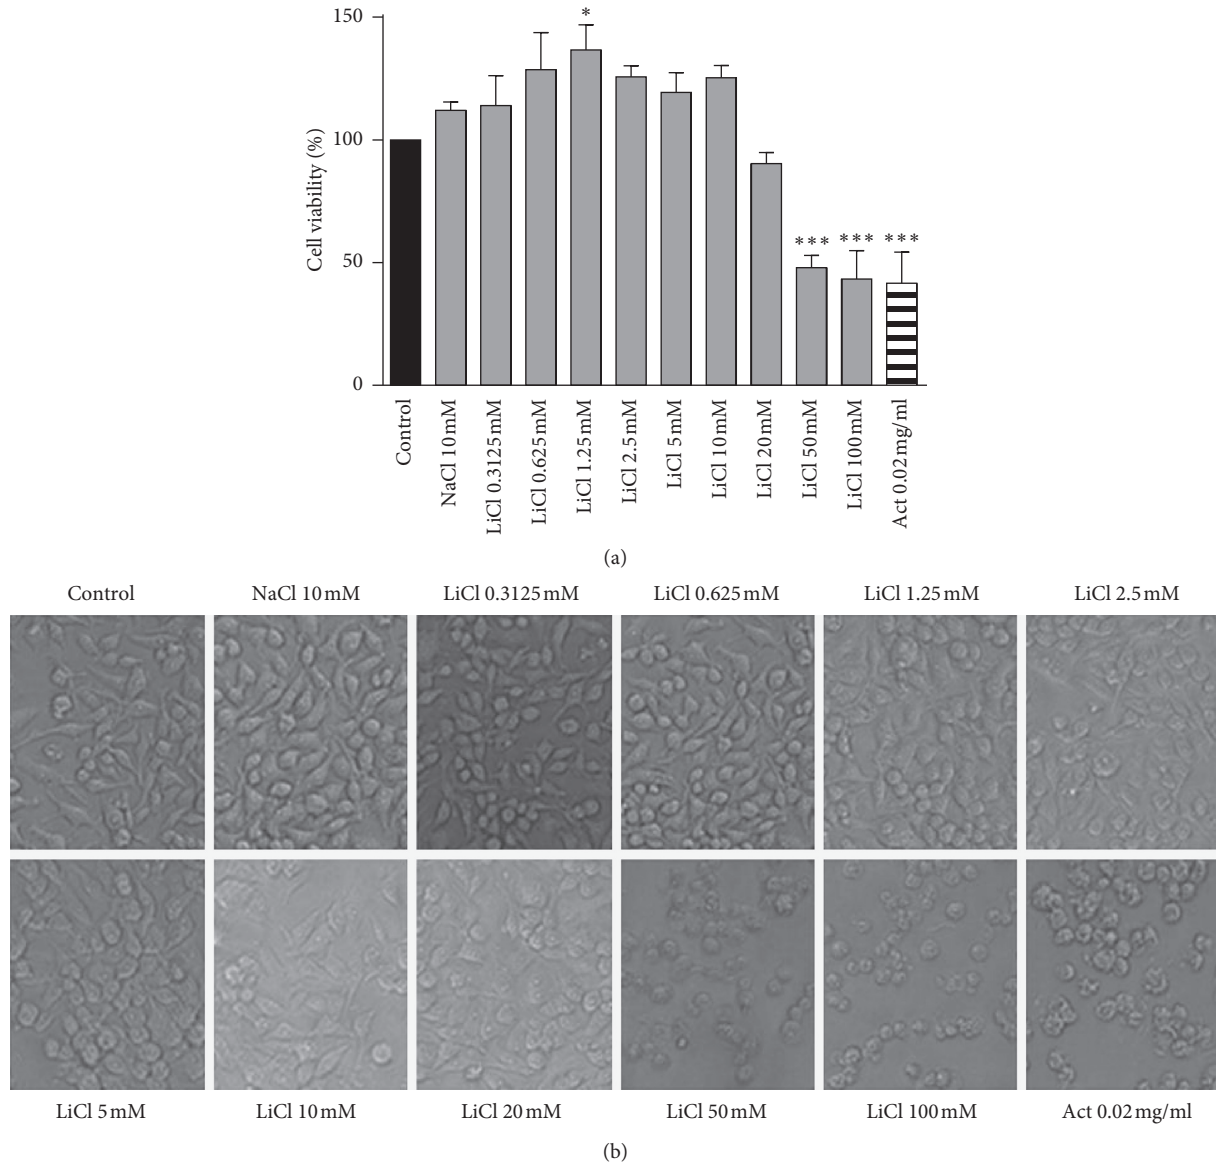 150
100
50
0
Cell viability (%)
*
***
***
***
Control
NaCl 10 mM
LiCl 0.3125 mM
LiCl 0.625 mM
LiCl 1.25 mM
LiCl 2.5 mM
LiCl 5 mM
LiCl 10 mM
LiCl 20 mM
LiCl 50 mM
LiCl 100 mM
Act 0.02 mg/ml
(a)
Control
NaCl 10 mM
LiCl 0.3125 mM
LiCl 0.625 mM
LiCl 1.25 mM
LiCl 2.5 mM
LiCl 5 mM
LiCl 10 mM
LiCl 20 mM
LiCl 50 mM
LiCl 100 mM
Act 0.02 mg/ml
(b)